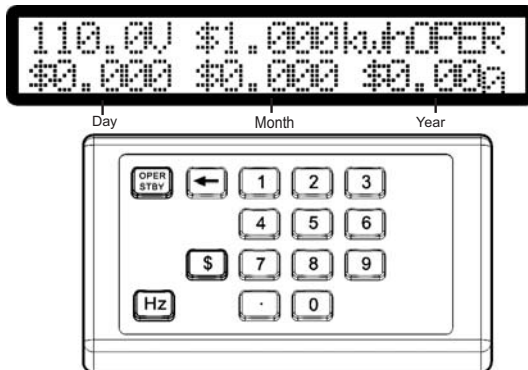 110.0V $1.000kwhOPER
$0.000 $0.000 $0.000
Day Month Year
OPER
STBY
← 1 2 3
4 5 6
$ 7 8 9
Hz . 0